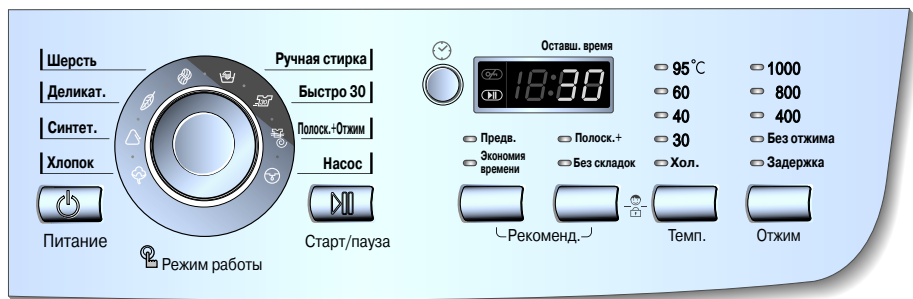 Шерсть
Деликат.
Синтет.
Хлопок
Ручная стирка
Быстро 30
Полоск.+Отжим
Насос
Питание
Режим работы
Старт/пауза
Оставш. время
18:30
Предв.
Экономия
времени
Полоск.+
Без складок
Рекоменд.
95°C
60
40
30
Хол.
Темп.
1000
800
400
Без отжима
Задержка
Отжим